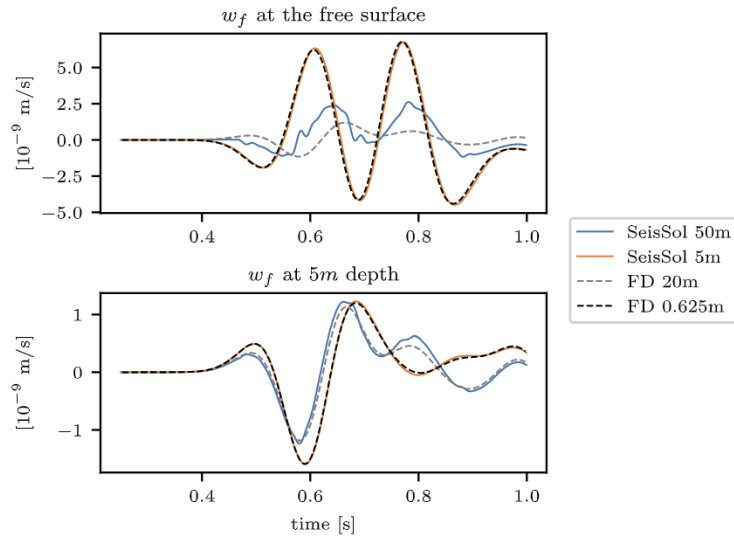 w_f at the free surface
[10⁻⁹ m/s]
5.0
2.5
0.0
−2.5
−5.0
0.4
0.6
0.8
1.0
SeisSol 50m
SeisSol 5m
FD 20m
FD 0.625m
w_f at 5m depth
[10⁻⁹ m/s]
1
0
−1
0.4
0.6
0.8
1.0
time [s]